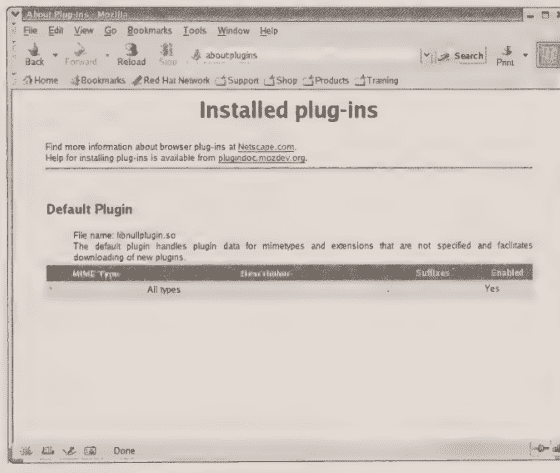 About Plug-ins - Mozilla
File Edit View Go Bookmarks Tools Window Help
Back Forward Reload Stop about:plugins Search Print
Home Bookmarks Red Hat Network Support Shop Products Training
Installed plug-ins
Find more information about browser plug-ins at Netscape.com.
Help for installing plug-ins is available from plugindoc.mozdev.org.
Default Plugin
File name: libnullplugin.so
The default plugin handles plugin data for mimetypes and extensions that are not specified and facilitates
downloading of new plugins.
MIME Type Description Suffixes Enabled
* All types . Yes
Done